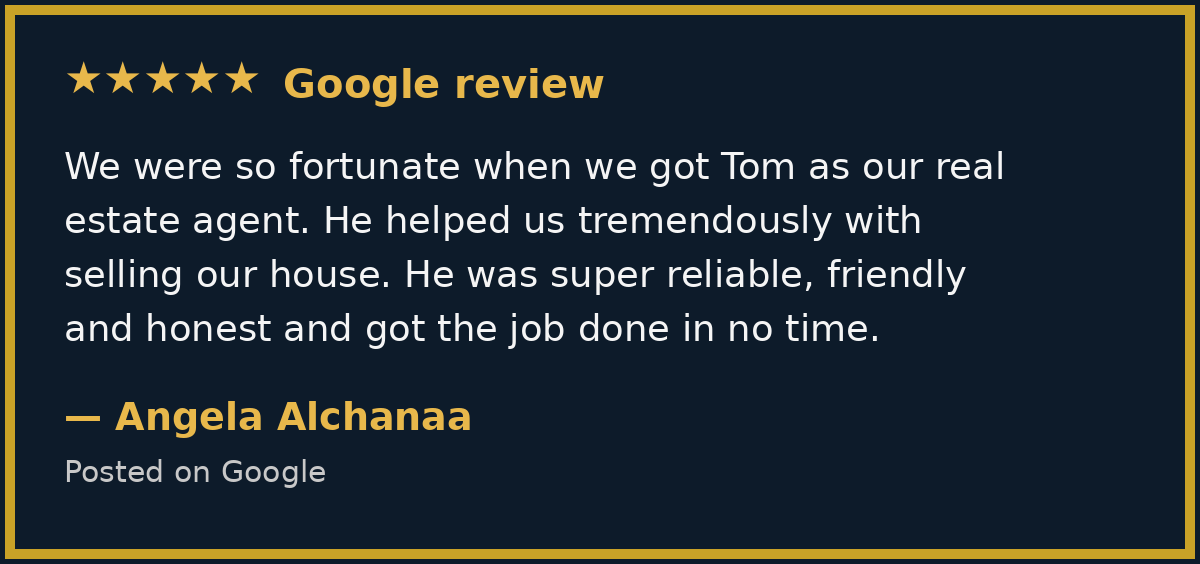 ★★★★★ Google review
We were so fortunate when we got Tom as our real
estate agent. He helped us tremendously with
selling our house. He was super reliable, friendly
and honest and got the job done in no time.
— Angela Alchanaa
Posted on Google